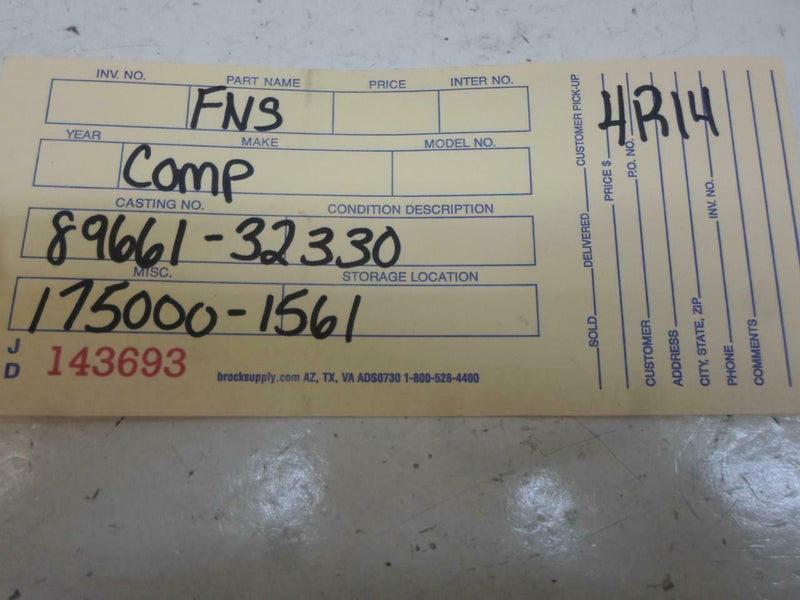 INV. NO. PART NAME PRICE INTER NO.
FNS
YEAR MAKE MODEL NO.
Comp
CASTING NO. CONDITION DESCRIPTION
89661-32330
MISC. STORAGE LOCATION
175000-1561
JD 143693
brocksupply.com AZ, TX, VA ADS0730 1-800-528-4400
4R14
SOLD DELIVERED CUSTOMER PICK-UP
PRICE $
P.O. NO.
CUSTOMER
ADDRESS
CITY, STATE, ZIP INV. NO.
PHONE
COMMENTS